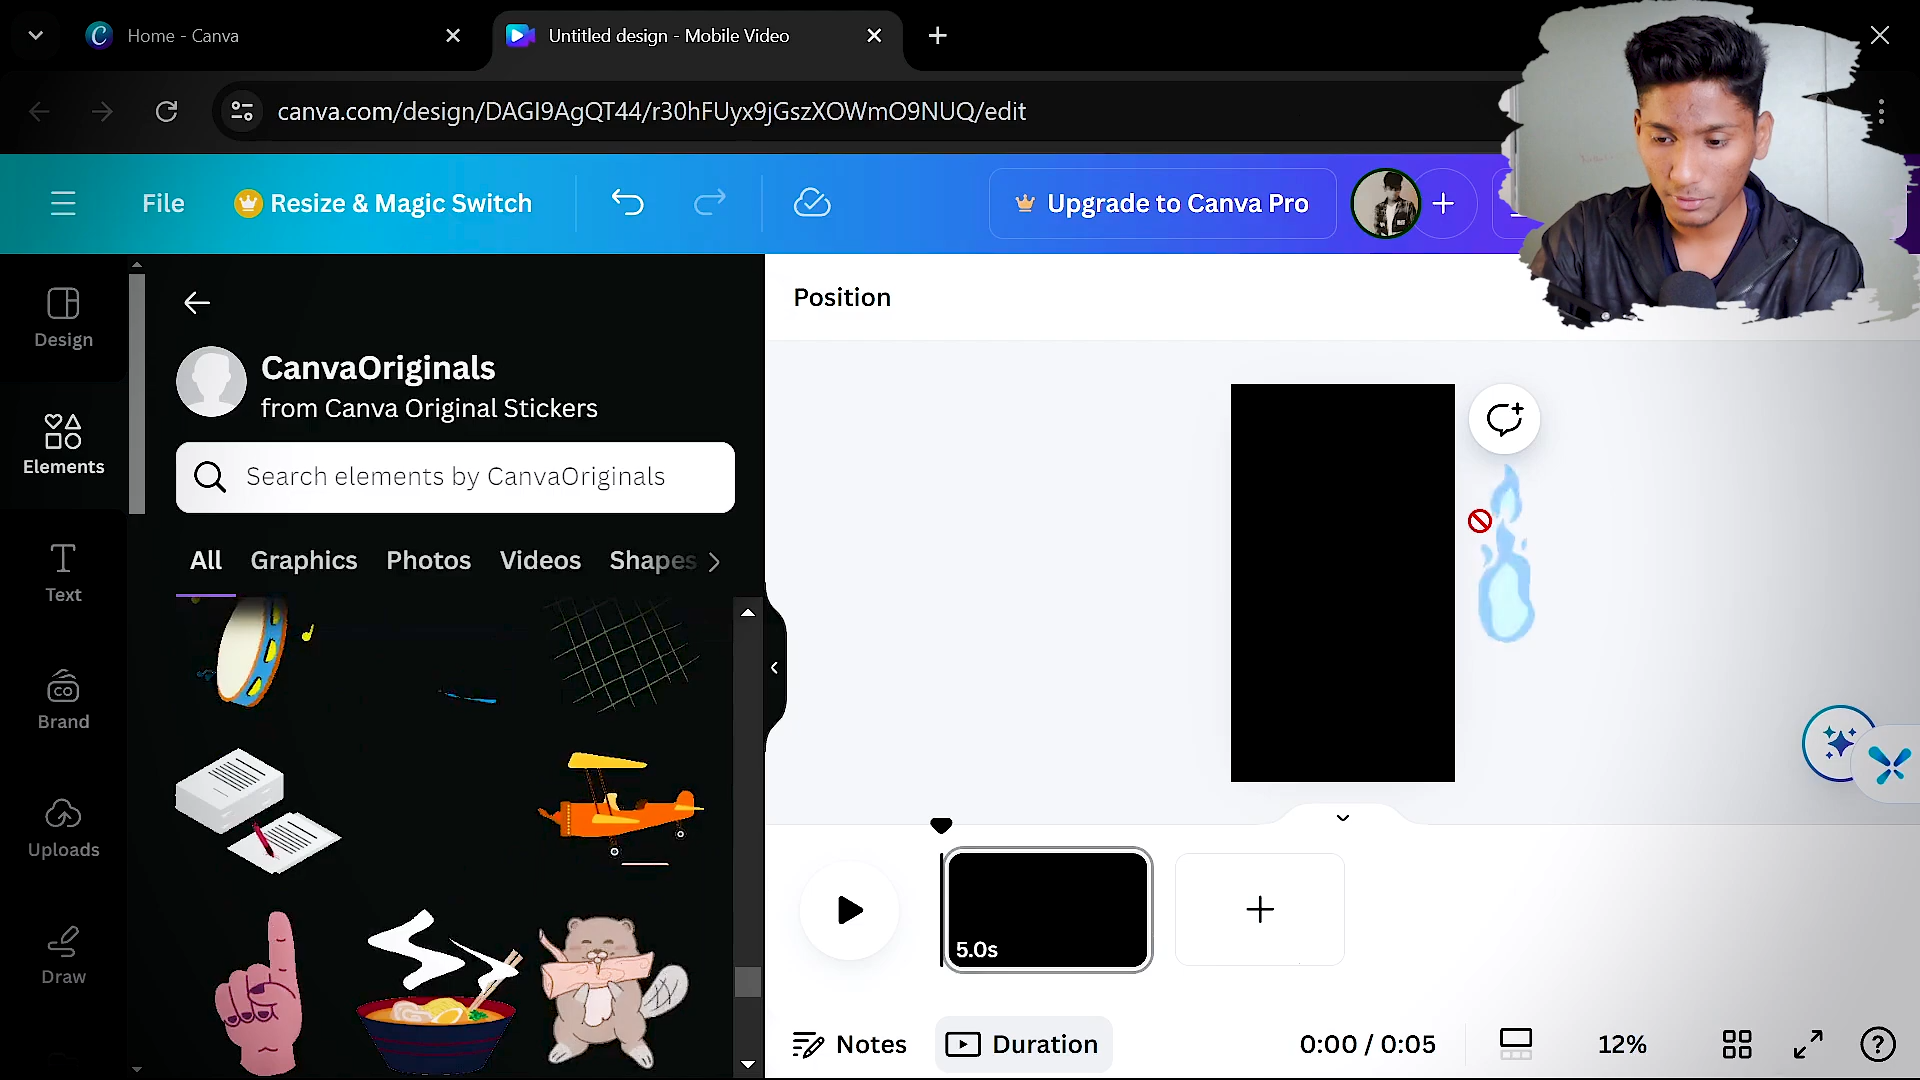 Home - Canva
Untitled design - Mobile Video
canva.com/design/DAGI9AgQT44/r30hFUyx9jGszXOWmO9NUQ/edit
File
Resize & Magic Switch
Upgrade to Canva Pro
Design
Elements
Text
Brand
Uploads
Draw
CanvaOriginals
from Canva Original Stickers
Search elements by CanvaOriginals
All
Graphics
Photos
Videos
Shapes
Position
5.0s
Notes
Duration
0:00 / 0:05
12%